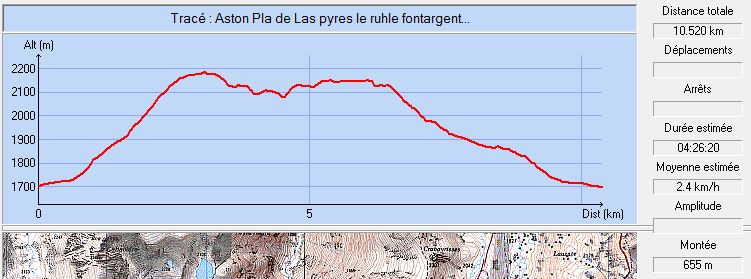 Tracé : Aston Pla de Las pyres le ruhle fontargent...
Alt (m)
2200
2100
2000
1900
1800
1700
0
5
Dist (km)
Distance totale
10.520 km
Déplacements
Arrêts
Durée estimée
04:26:20
Moyenne estimée
2.4 km/h
Amplitude
Montée
655 m